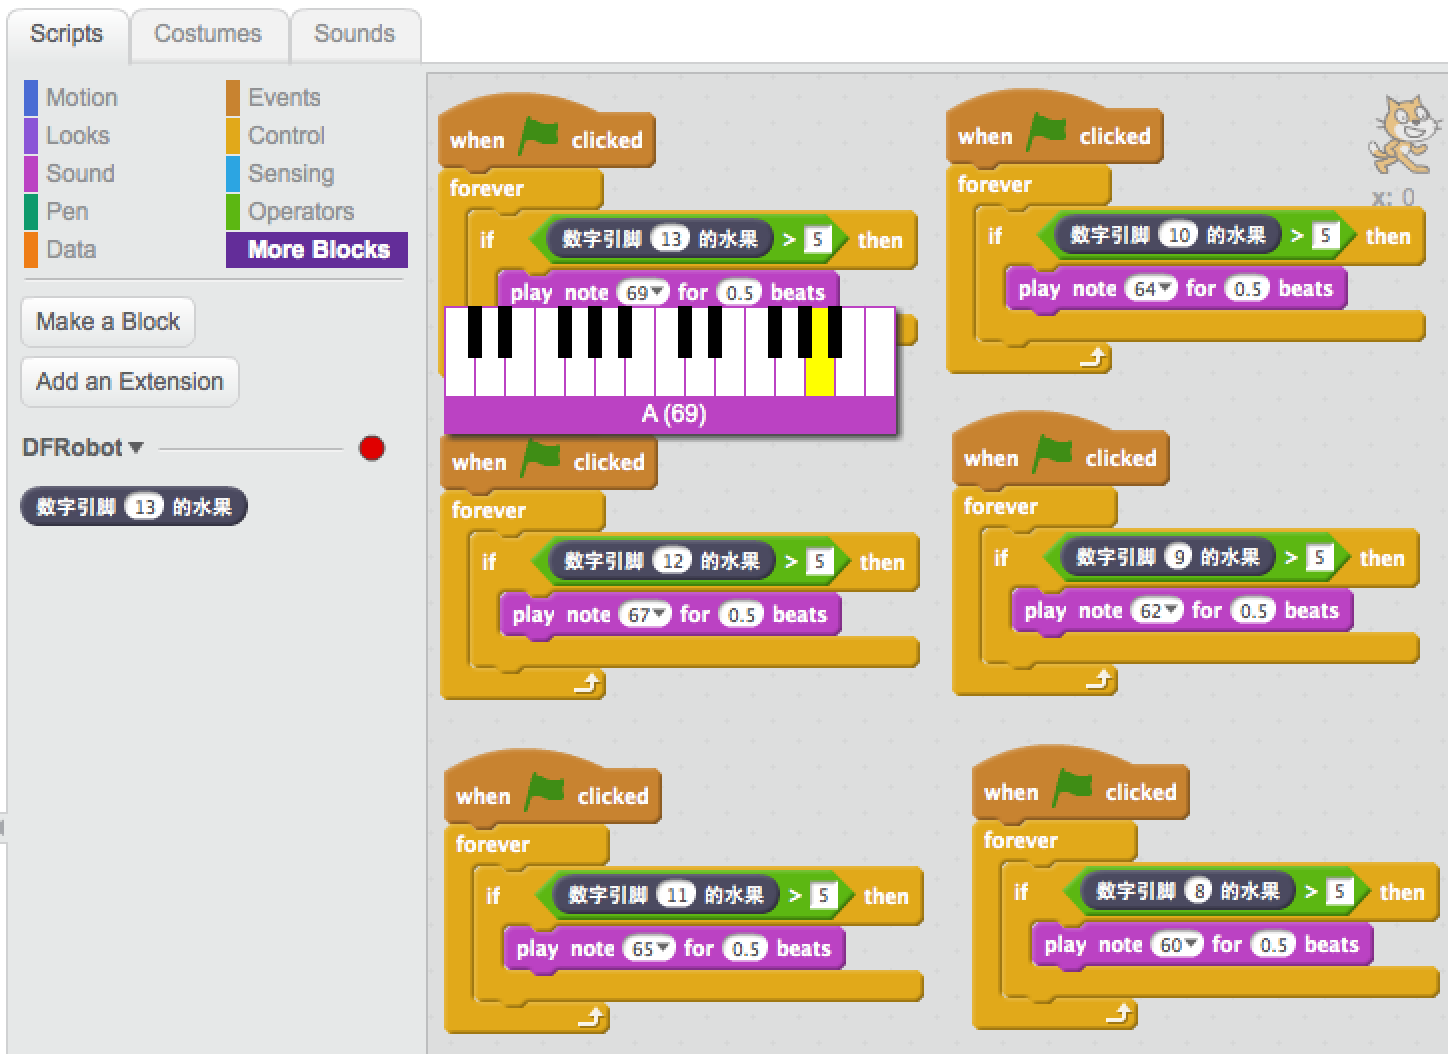 Scripts
Costumes
Sounds
Motion
Looks
Sound
Pen
Data
Events
Control
Sensing
Operators
More Blocks
Make a Block
Add an Extension
DFRobot
数字引脚 13 的水果
when clicked
forever
if 数字引脚 13 的水果 > 5 then
play note 69 for 0.5 beats
A (69)
when clicked
forever
if 数字引脚 12 的水果 > 5 then
play note 67 for 0.5 beats
when clicked
forever
if 数字引脚 11 的水果 > 5 then
play note 65 for 0.5 beats
when clicked
forever
if 数字引脚 10 的水果 > 5 then
play note 64 for 0.5 beats
x: 0
when clicked
forever
if 数字引脚 9 的水果 > 5 then
play note 62 for 0.5 beats
when clicked
forever
if 数字引脚 8 的水果 > 5 then
play note 60 for 0.5 beats